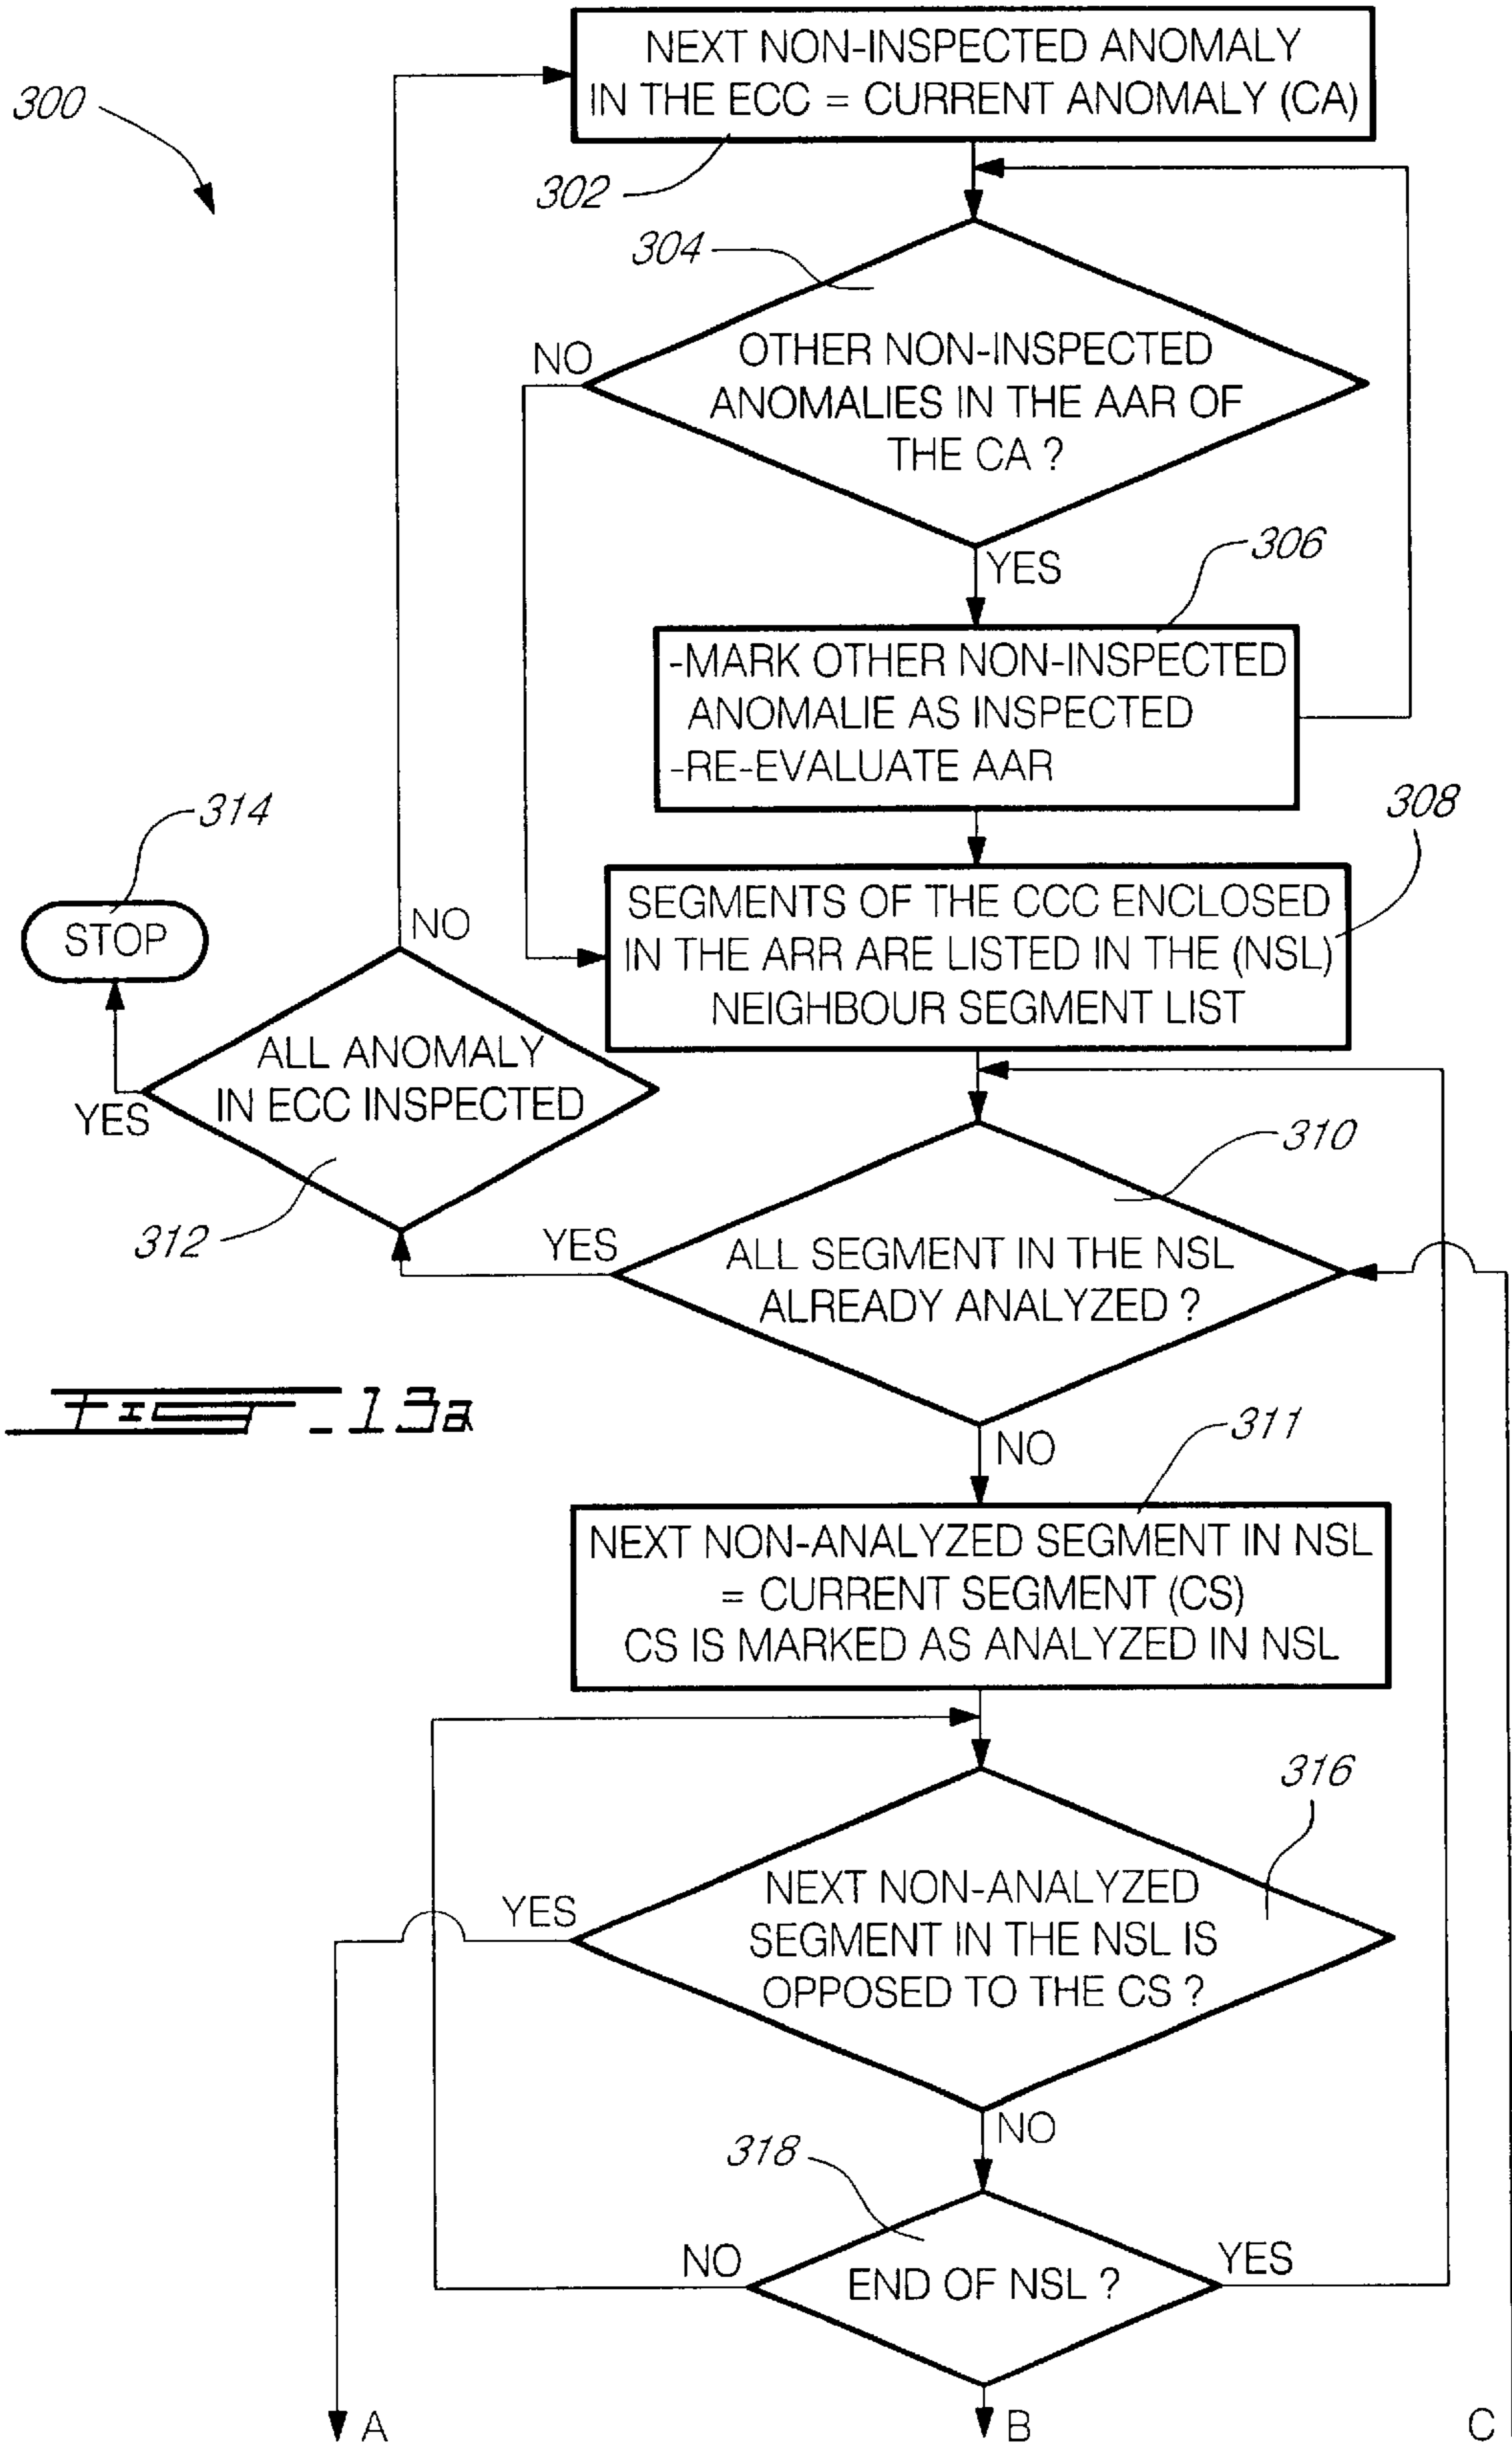 300
NEXT NON-INSPECTED ANOMALY
IN THE ECC = CURRENT ANOMALY (CA)
302
304
NO
OTHER NON-INSPECTED
ANOMALIES IN THE AAR OF
THE CA ?
YES
306
-MARK OTHER NON-INSPECTED
ANOMALIE AS INSPECTED
-RE-EVALUATE AAR
308
314
STOP
NO
SEGMENTS OF THE CCC ENCLOSED
IN THE ARR ARE LISTED IN THE (NSL)
NEIGHBOUR SEGMENT LIST
ALL ANOMALY
IN ECC INSPECTED
YES
312
310
YES
ALL SEGMENT IN THE NSL
ALREADY ANALYZED ?
FIG_13a
NO
311
NEXT NON-ANALYZED SEGMENT IN NSL
= CURRENT SEGMENT (CS)
CS IS MARKED AS ANALYZED IN NSL
316
YES
NEXT NON-ANALYZED
SEGMENT IN THE NSL IS
OPPOSED TO THE CS ?
NO
318
NO
END OF NSL ?
YES
A
B
C